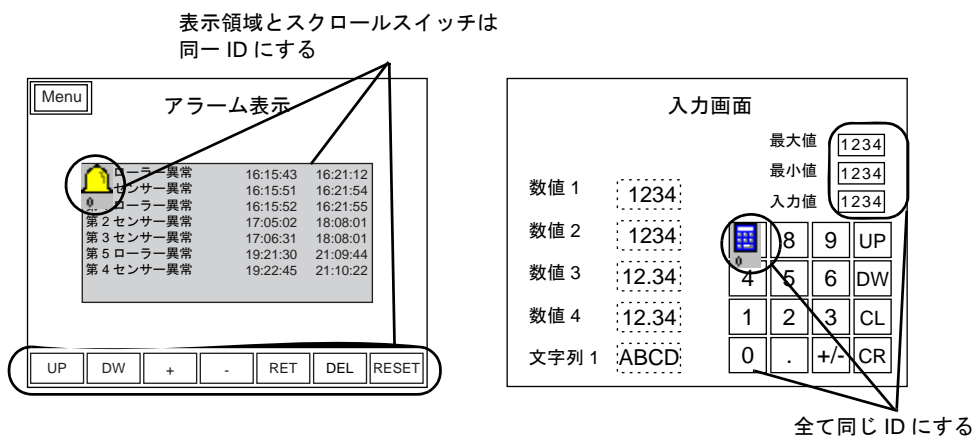 表示領域とスクロールスイッチは
同一 ID にする
Menu
アラーム表示
ローラー異常 16:15:43 16:21:12
センサー異常 16:15:51 16:21:54
0
ローラー異常 16:15:52 16:21:55
第 2 センサー異常 17:05:02 18:08:01
第 3 センサー異常 17:06:31 18:08:01
第 5 ローラー異常 19:21:30 21:09:44
第 4 センサー異常 19:22:45 21:10:22
UP DW + - RET DEL RESET
入力画面
最大値 1234
最小値 1234
入力値 1234
数値 1 1234
数値 2 1234
数値 3 12.34
数値 4 12.34
文字列 1 ABCD
0
8 9 UP
4 5 6 DW
1 2 3 CL
0 . +/- CR
全て同じ ID にする